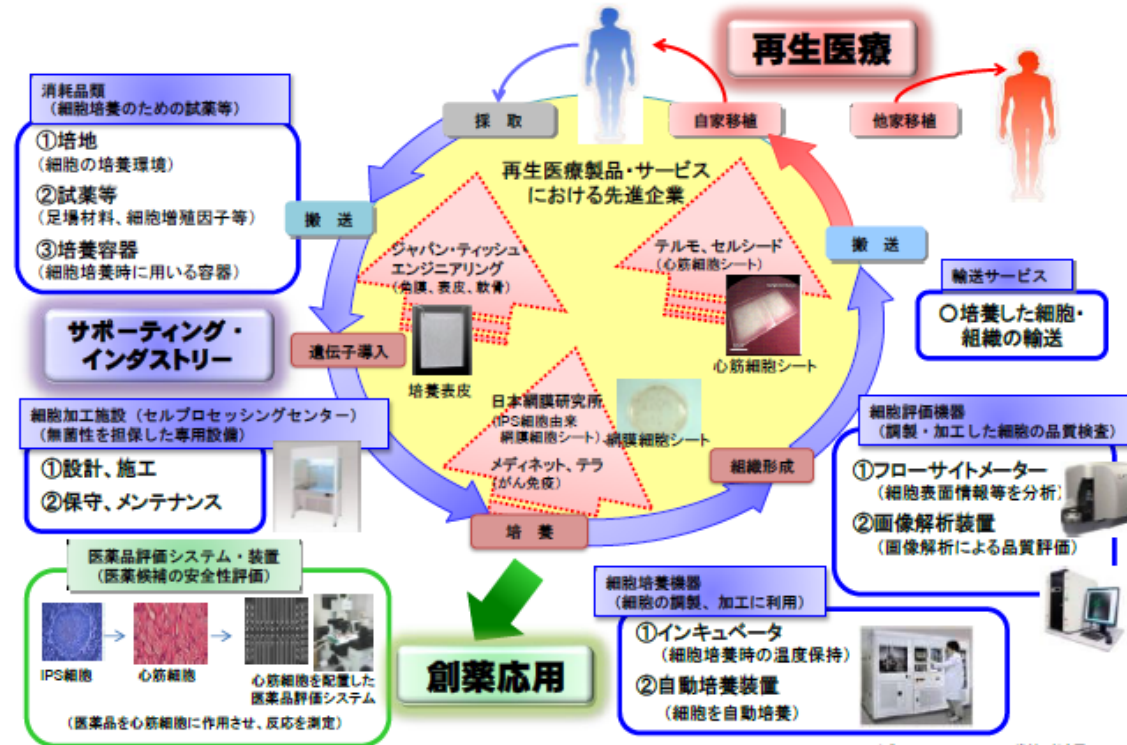 再生医療
消耗品類
（細胞培養のための試薬等）
①培地
（細胞の培養環境）
②試薬等
（足場材料、細胞増殖因子等）
③培養容器
（細胞培養時に用いる容器）
採 取
自家移植
他家移植
再生医療製品・サービス
における先進企業
搬 送
搬 送
ジャパン・ティッシュ・
エンジニアリング
（角膜、表皮、軟骨）
テルモ、セルシード
（心筋細胞シート）
輸送サービス
〇培養した細胞・
組織の輸送
サポーティング・
インダストリー
遺伝子導入
培養表皮
心筋細胞シート
日本網膜研究所
（IPS細胞由来
網膜細胞シート）
網膜細胞シート
メディネット、テラ
（がん免疫）
組織形成
培 養
細胞加工施設（セルプロセッシングセンター）
（無菌性を担保した専用設備）
①設計、施工
②保守、メンテナンス
細胞評価機器
（調製・加工した細胞の品質検査）
①フローサイトメーター
（細胞表面情報等を分析）
②画像解析装置
（画像解析による品質評価）
医薬品評価システム・装置
（医薬候補の安全性評価）
IPS細胞
心筋細胞
心筋細胞を配置した
医薬品評価システム
（医薬品を心筋細胞に作用させ、反応を測定）
創薬応用
細胞培養機器
（細胞の調製、加工に利用）
①インキュベータ
（細胞培養時の温度保持）
②自動培養装置
（細胞を自動培養）